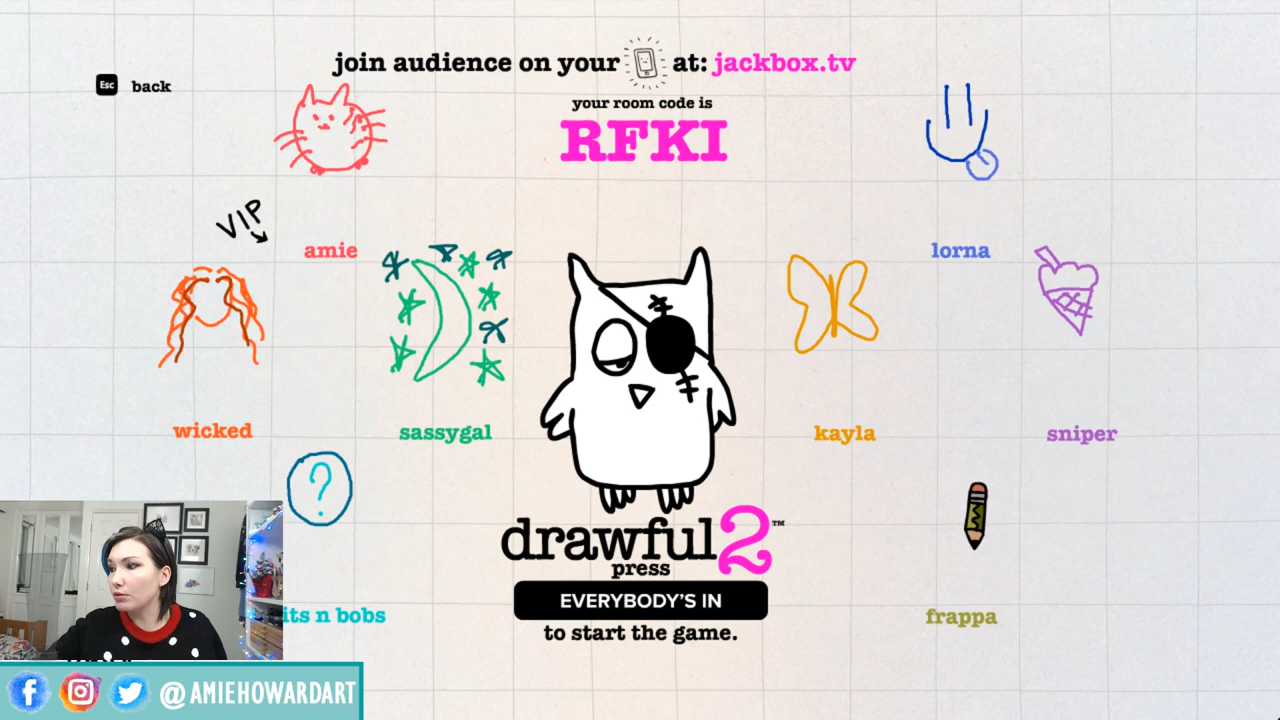 join audience on your at: jackbox.tv
Esc back
your room code is
RFKI
VIP
amie
lorna
wicked
sassygal
kayla
sniper
drawful 2™
press
EVERYBODY'S IN
to start the game.
its n bobs
frappa
@AMIEHOWARDART